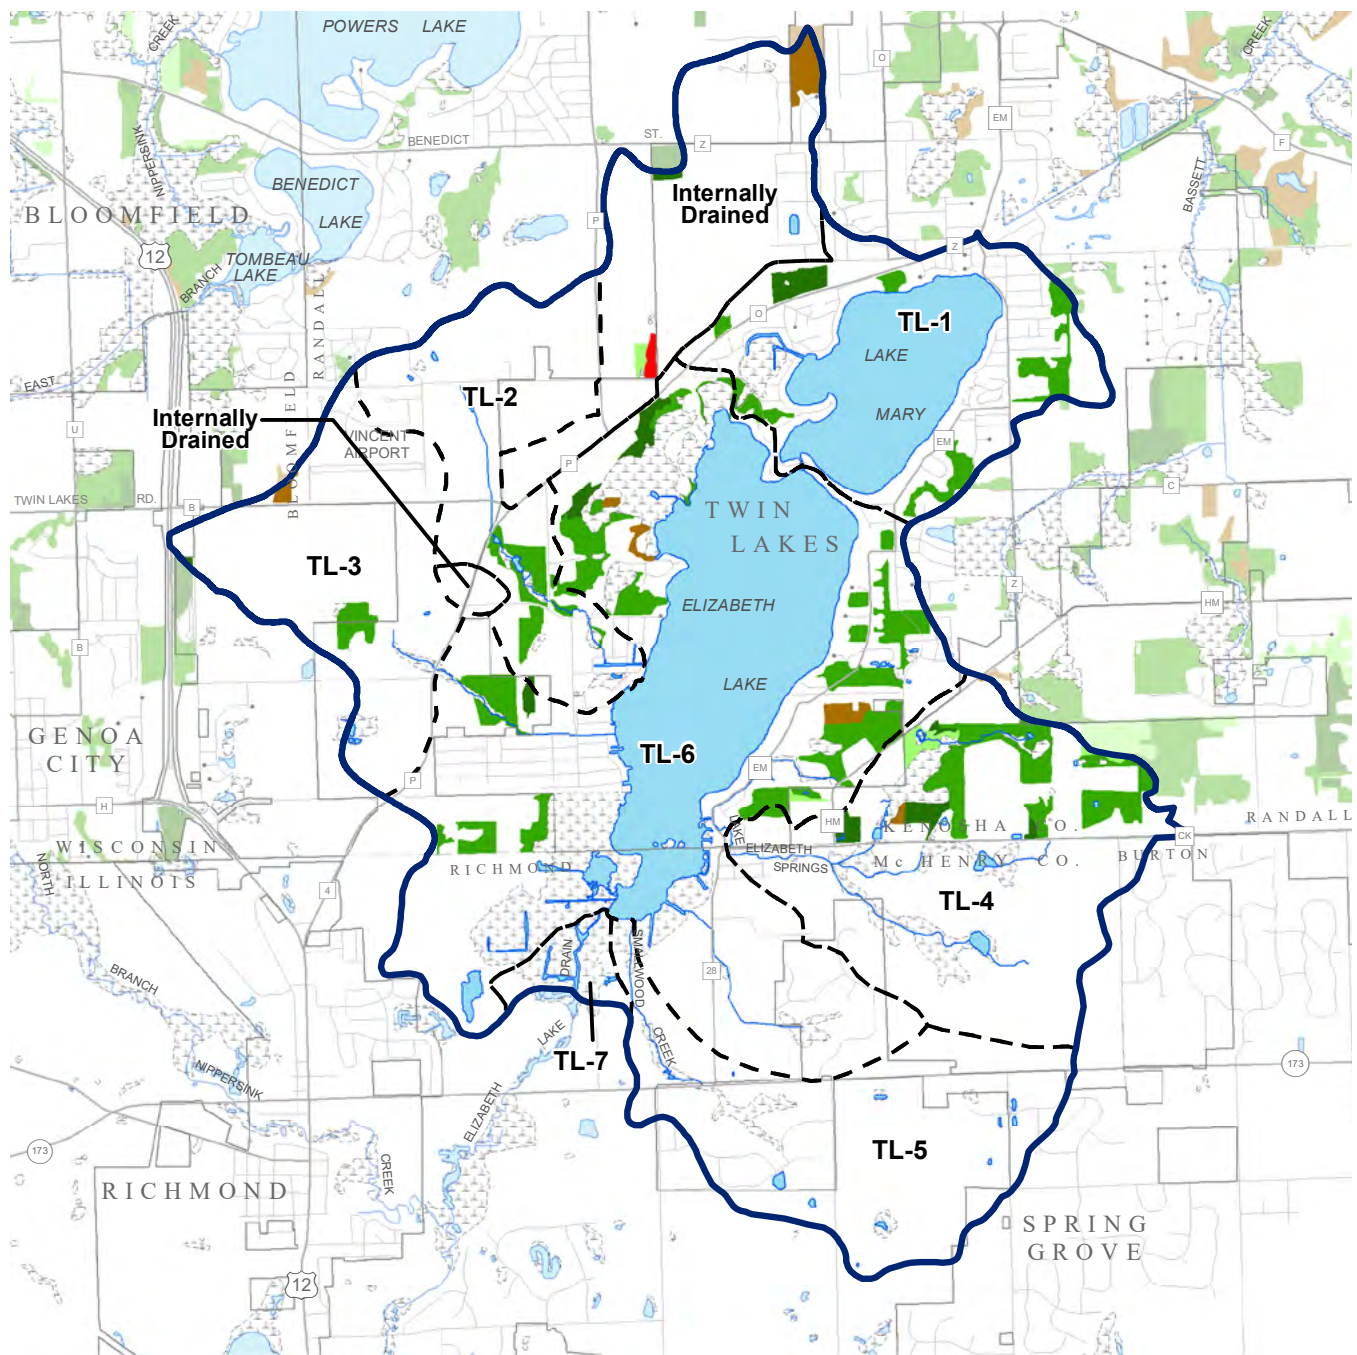 POWERS LAKE
CREEK
CREEK
O
EM
F
BENEDICT
ST.
Z
NIPPERSINK
BASSETT
BENEDICT
LAKE
Internally
Drained
BLOOMFIELD
P
Z
12
TOMBEAU
LAKE
BRANCH
RANDALL
O
TL-1
LAKE
EAST
MARY
TL-2
BLOOMFIELD
Internally
Drained
U
VINCENT
AIRPORT
EM
P
C
TWIN LAKES
RD.
B
TWIN
LAKES
TL-3
Z
ELIZABETH
HM
B
LAKE
GENOA
CITY
TL-6
EM
P
H
HM
LAKE
KENOSHA CO.
RANDALL
CK
WISCONSIN
ELIZABETH
SPRINGS
McHENRY CO.
BURTON
NORTH
ILLINOIS
RICHMOND
4
TL-4
DRAIN
SMALLWOOD
28
BRANCH
LAKE
CREEK
TL-7
173
NIPPERSINK
ELIZABETH
173
TL-5
CREEK
RICHMOND
SPRING
GROVE
12